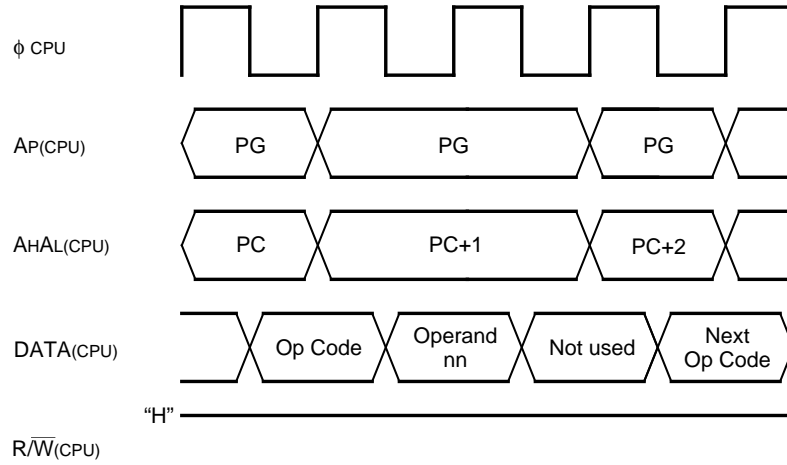 ϕ CPU
AP(CPU)
PG
PG
PG
AHAL(CPU)
PC
PC+1
PC+2
DATA(CPU)
Op Code
Operand
nn
Not used
Next
Op Code
“H”
R/W̅(CPU)